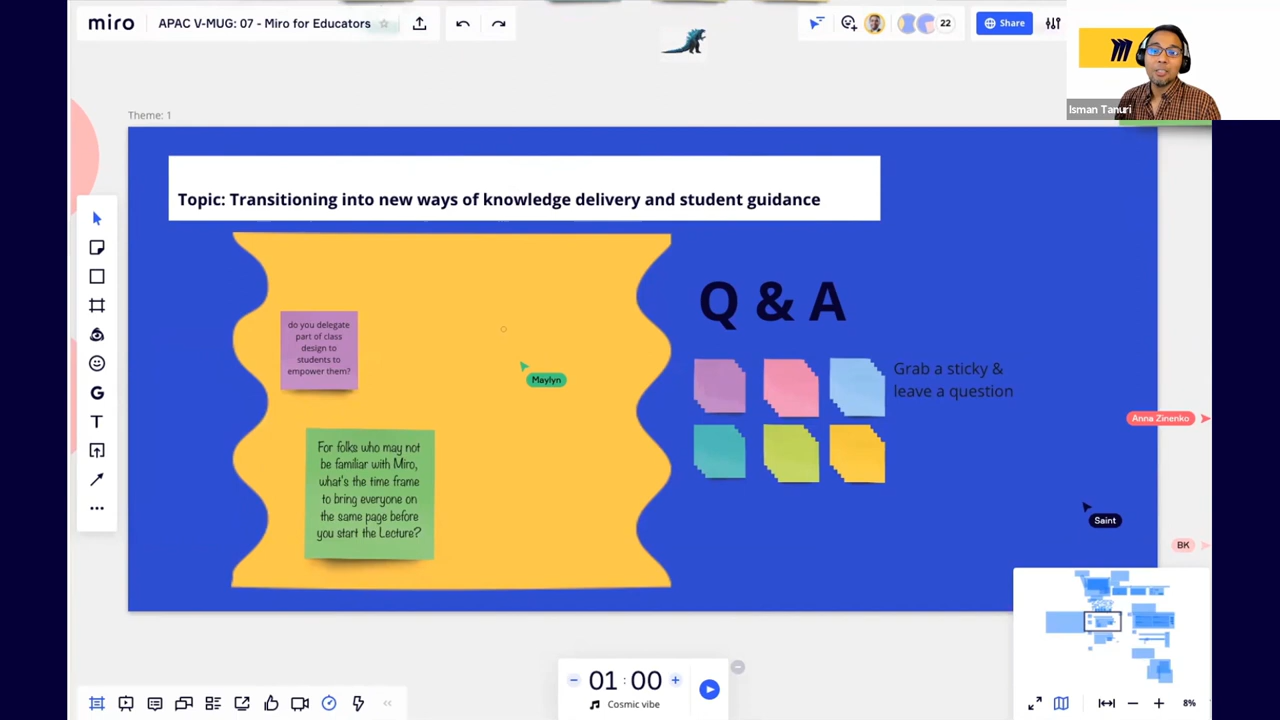 miro
APAC V-MUG: 07 - Miro for Educators
22
Share
Isman Tanuri
Theme: 1
Topic: Transitioning into new ways of knowledge delivery and student guidance
do you delegate
part of class
design to
students to
empower them?
Maylyn
For folks who may not
be familiar with Miro,
what's the time frame
to bring everyone on
the same page before
you start the Lecture?
Q & A
Grab a sticky &
leave a question
Anna Zinenko
Saint
BK
01 : 00
Cosmic vibe
8%